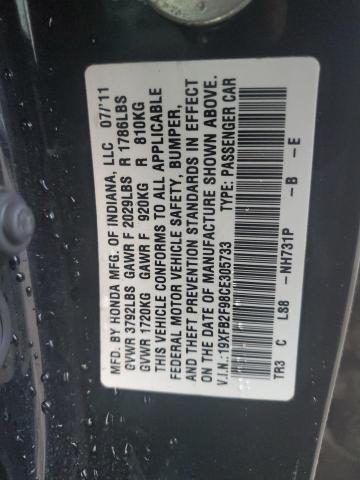 MFD. BY HONDA MFG. OF INDIANA, LLC 07/'11
GVWR 3792LBS GAWR F 2029LBS R 1786LBS
GVWR 1720KG GAWR F 920KG R 810KG
THIS VEHICLE CONFORMS TO ALL APPLICABLE
FEDERAL MOTOR VEHICLE SAFETY, BUMPER,
AND THEFT PREVENTION STANDARDS IN EFFECT
ON THE DATE OF MANUFACTURE SHOWN ABOVE.
V.I.N.:19XFB2F98CE305733 PASSENGER CAR
TR3 C LS8 -NH731P -B -E